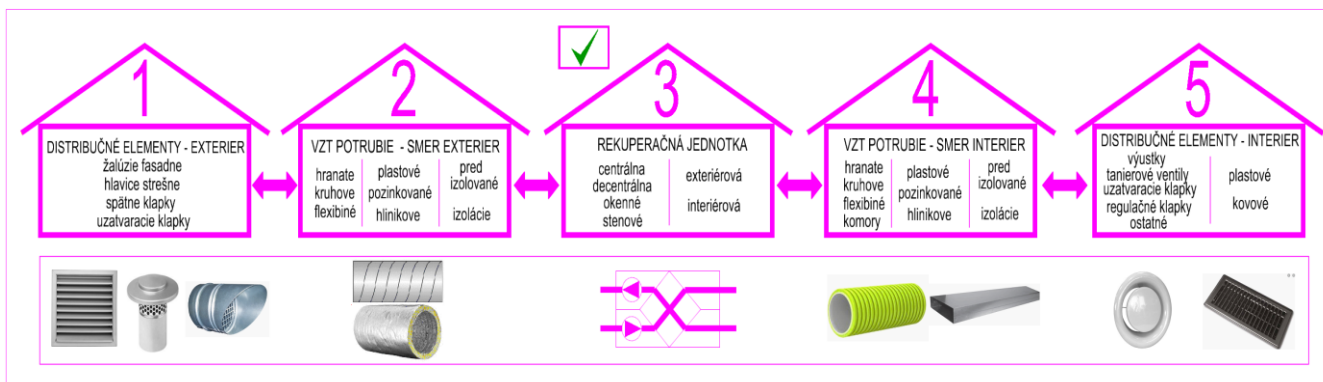 1
DISTRIBUČNÉ ELEMENTY - EXTERIER
žalúzie fasadne
hlavice strešne
spätne klapky
uzatvaracie klapky
2
VZT POTRUBIE - SMER EXTERIER
hranate
kruhove
flexibiné
plastové
pozinkované
hlinikove
pred
izolované
izolácie
3
REKUPERAČNÁ JEDNOTKA
centrálna
decentrálna
okenné
stenové
exteriérová
interiérová
4
VZT POTRUBIE - SMER INTERIER
hranate
kruhove
flexibiné
komory
plastové
pozinkované
hlinikove
pred
izolované
izolácie
5
DISTRIBUČNÉ ELEMENTY - INTERIER
výustky
tanierové ventily
uzatvaracie klapky
regulačné klapky
ostatné
plastové
kovové